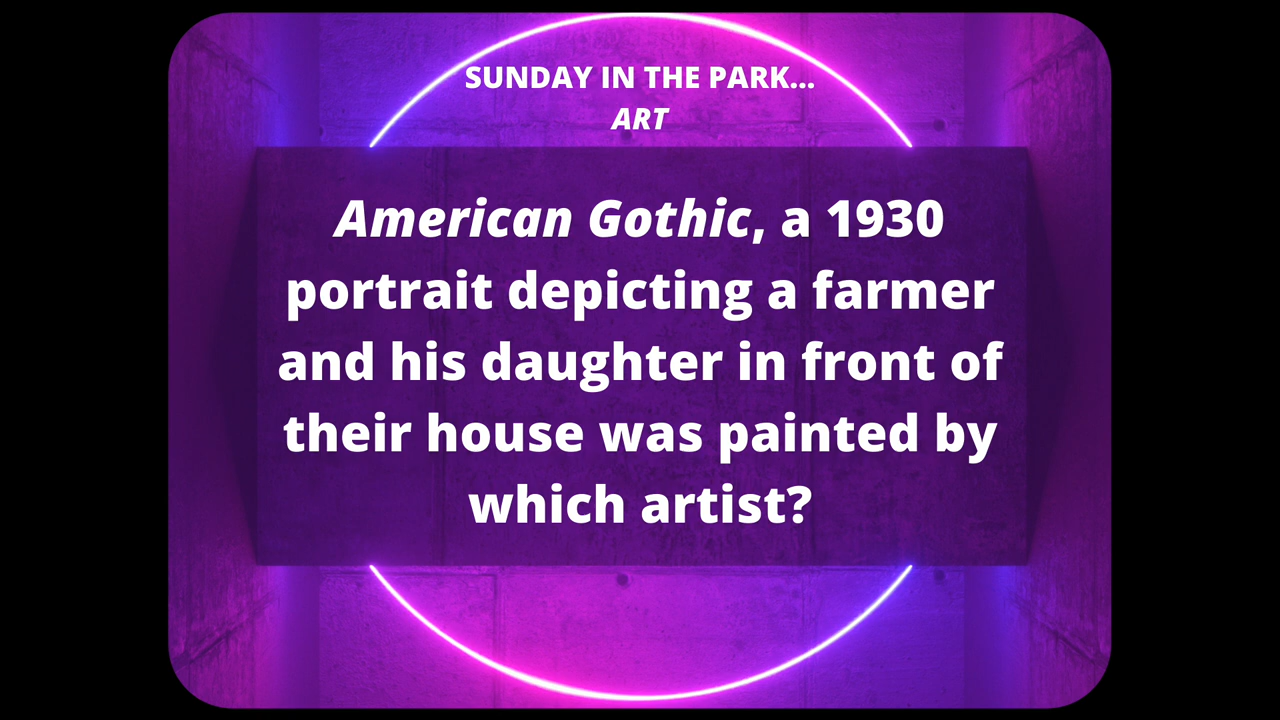 SUNDAY IN THE PARK...
ART
American Gothic, a 1930
portrait depicting a farmer
and his daughter in front of
their house was painted by
which artist?